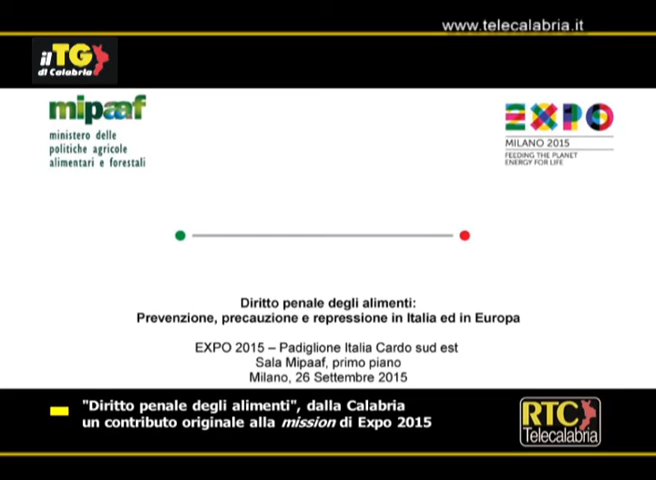 www.telecalabria.it
il TG
di Calabria
mipaaf
ministero delle
politiche agricole
alimentari e forestali
EXPO
MILANO 2015
FEEDING THE PLANET
ENERGY FOR LIFE
Diritto penale degli alimenti:
Prevenzione, precauzione e repressione in Italia ed in Europa
EXPO 2015 – Padiglione Italia Cardo sud est
Sala Mipaaf, primo piano
Milano, 26 Settembre 2015
"Diritto penale degli alimenti", dalla Calabria
un contributo originale alla mission di Expo 2015
RTC
Telecalabria